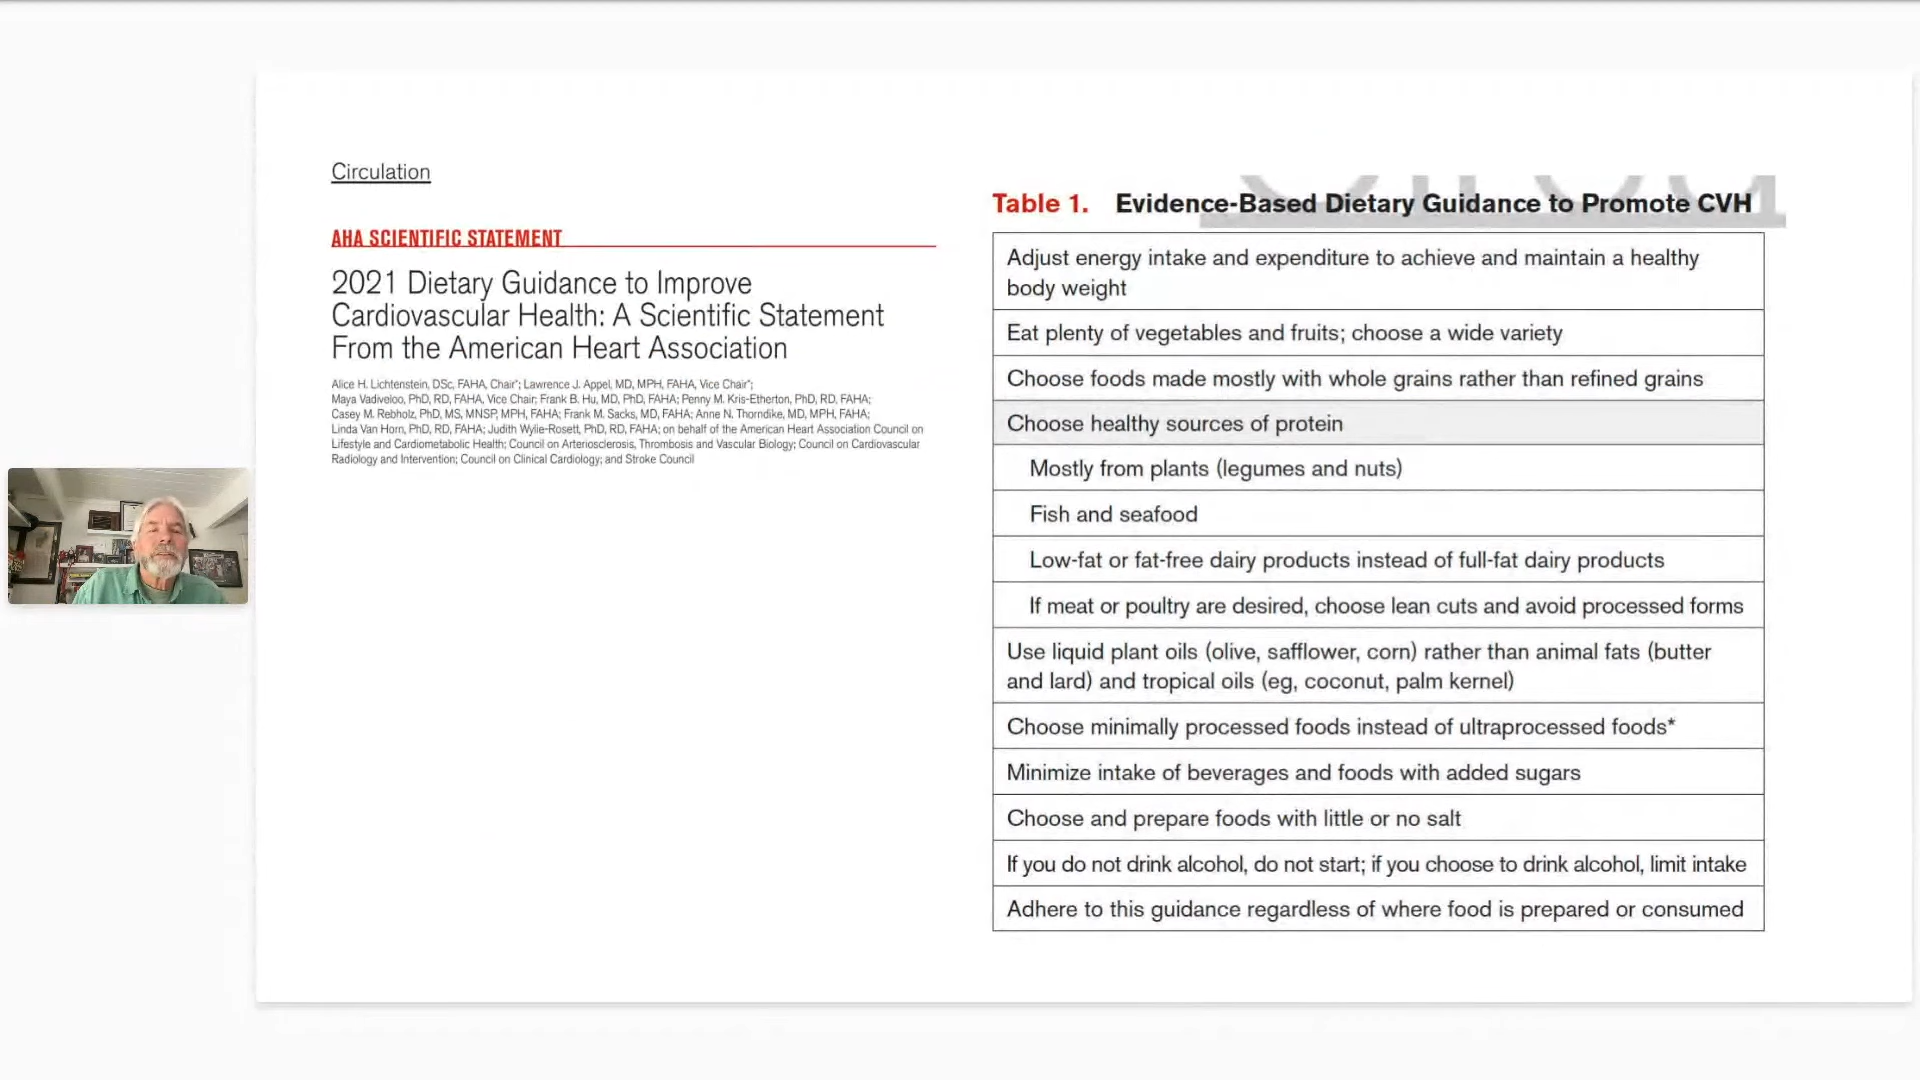 Circulation
AHA SCIENTIFIC STATEMENT
2021 Dietary Guidance to Improve
Cardiovascular Health: A Scientific Statement
From the American Heart Association
Alice H. Lichtenstein, DSc, FAHA, Chair*; Lawrence J. Appel, MD, MPH, FAHA, Vice Chair*;
Maya Vadiveloo, PhD, RD, FAHA, Vice Chair; Frank B. Hu, MD, PhD, FAHA; Penny M. Kris-Etherton, PhD, RD, FAHA;
Casey M. Rebholz, PhD, MS, MNSP, MPH, FAHA; Frank M. Sacks, MD, FAHA; Anne N. Thorndike, MD, MPH, FAHA;
Linda Van Horn, PhD, RD, FAHA; Judith Wylie-Rosett, PhD, RD, FAHA; on behalf of the American Heart Association Council on
Lifestyle and Cardiometabolic Health; Council on Arteriosclerosis, Thrombosis and Vascular Biology; Council on Cardiovascular
Radiology and Intervention; Council on Clinical Cardiology; and Stroke Council
Table 1. Evidence-Based Dietary Guidance to Promote CVH
Adjust energy intake and expenditure to achieve and maintain a healthy
body weight
Eat plenty of vegetables and fruits; choose a wide variety
Choose foods made mostly with whole grains rather than refined grains
Choose healthy sources of protein
Mostly from plants (legumes and nuts)
Fish and seafood
Low-fat or fat-free dairy products instead of full-fat dairy products
If meat or poultry are desired, choose lean cuts and avoid processed forms
Use liquid plant oils (olive, safflower, corn) rather than animal fats (butter
and lard) and tropical oils (eg, coconut, palm kernel)
Choose minimally processed foods instead of ultraprocessed foods*
Minimize intake of beverages and foods with added sugars
Choose and prepare foods with little or no salt
If you do not drink alcohol, do not start; if you choose to drink alcohol, limit intake
Adhere to this guidance regardless of where food is prepared or consumed